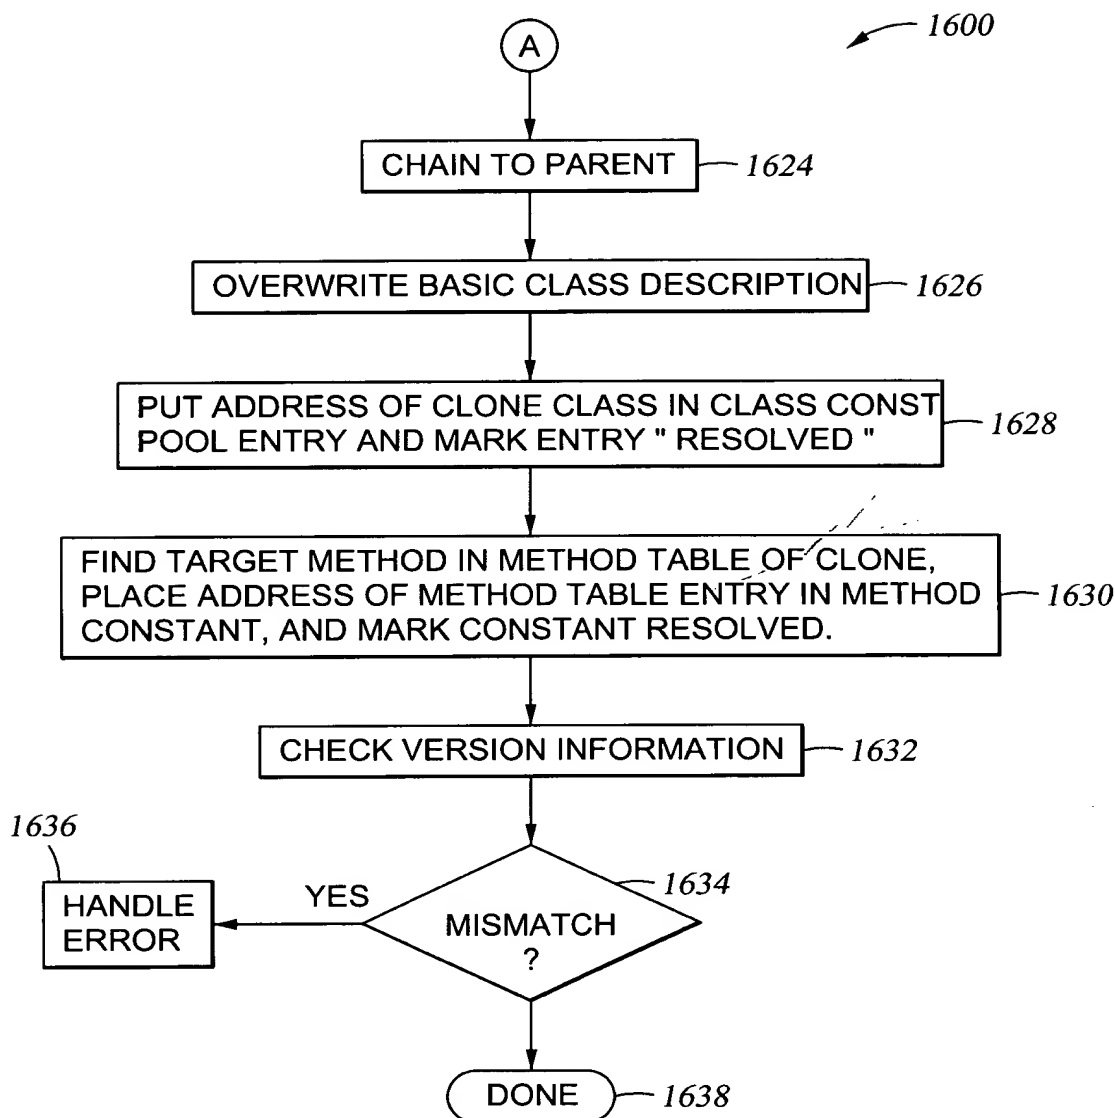 A
1600
CHAIN TO PARENT
1624
OVERWRITE BASIC CLASS DESCRIPTION
1626
PUT ADDRESS OF CLONE CLASS IN CLASS CONST
POOL ENTRY AND MARK ENTRY " RESOLVED "
1628
FIND TARGET METHOD IN METHOD TABLE OF CLONE,
PLACE ADDRESS OF METHOD TABLE ENTRY IN METHOD
CONSTANT, AND MARK CONSTANT RESOLVED.
1630
CHECK VERSION INFORMATION
1632
1636
HANDLE
ERROR
YES
1634
MISMATCH
?
DONE
1638